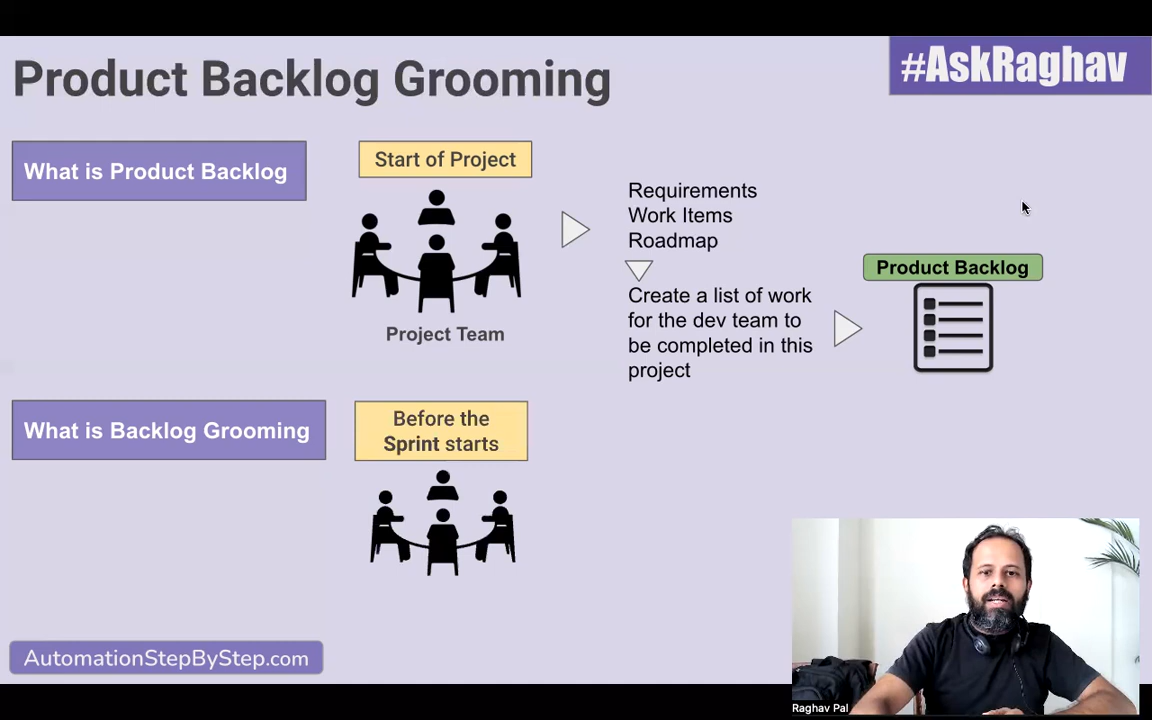 Product Backlog Grooming
#AskRaghav
What is Product Backlog
Start of Project
Project Team
Requirements
Work Items
Roadmap
Create a list of work
for the dev team to
be completed in this
project
Product Backlog
What is Backlog Grooming
Before the
Sprint starts
AutomationStepByStep.com
Raghav Pal